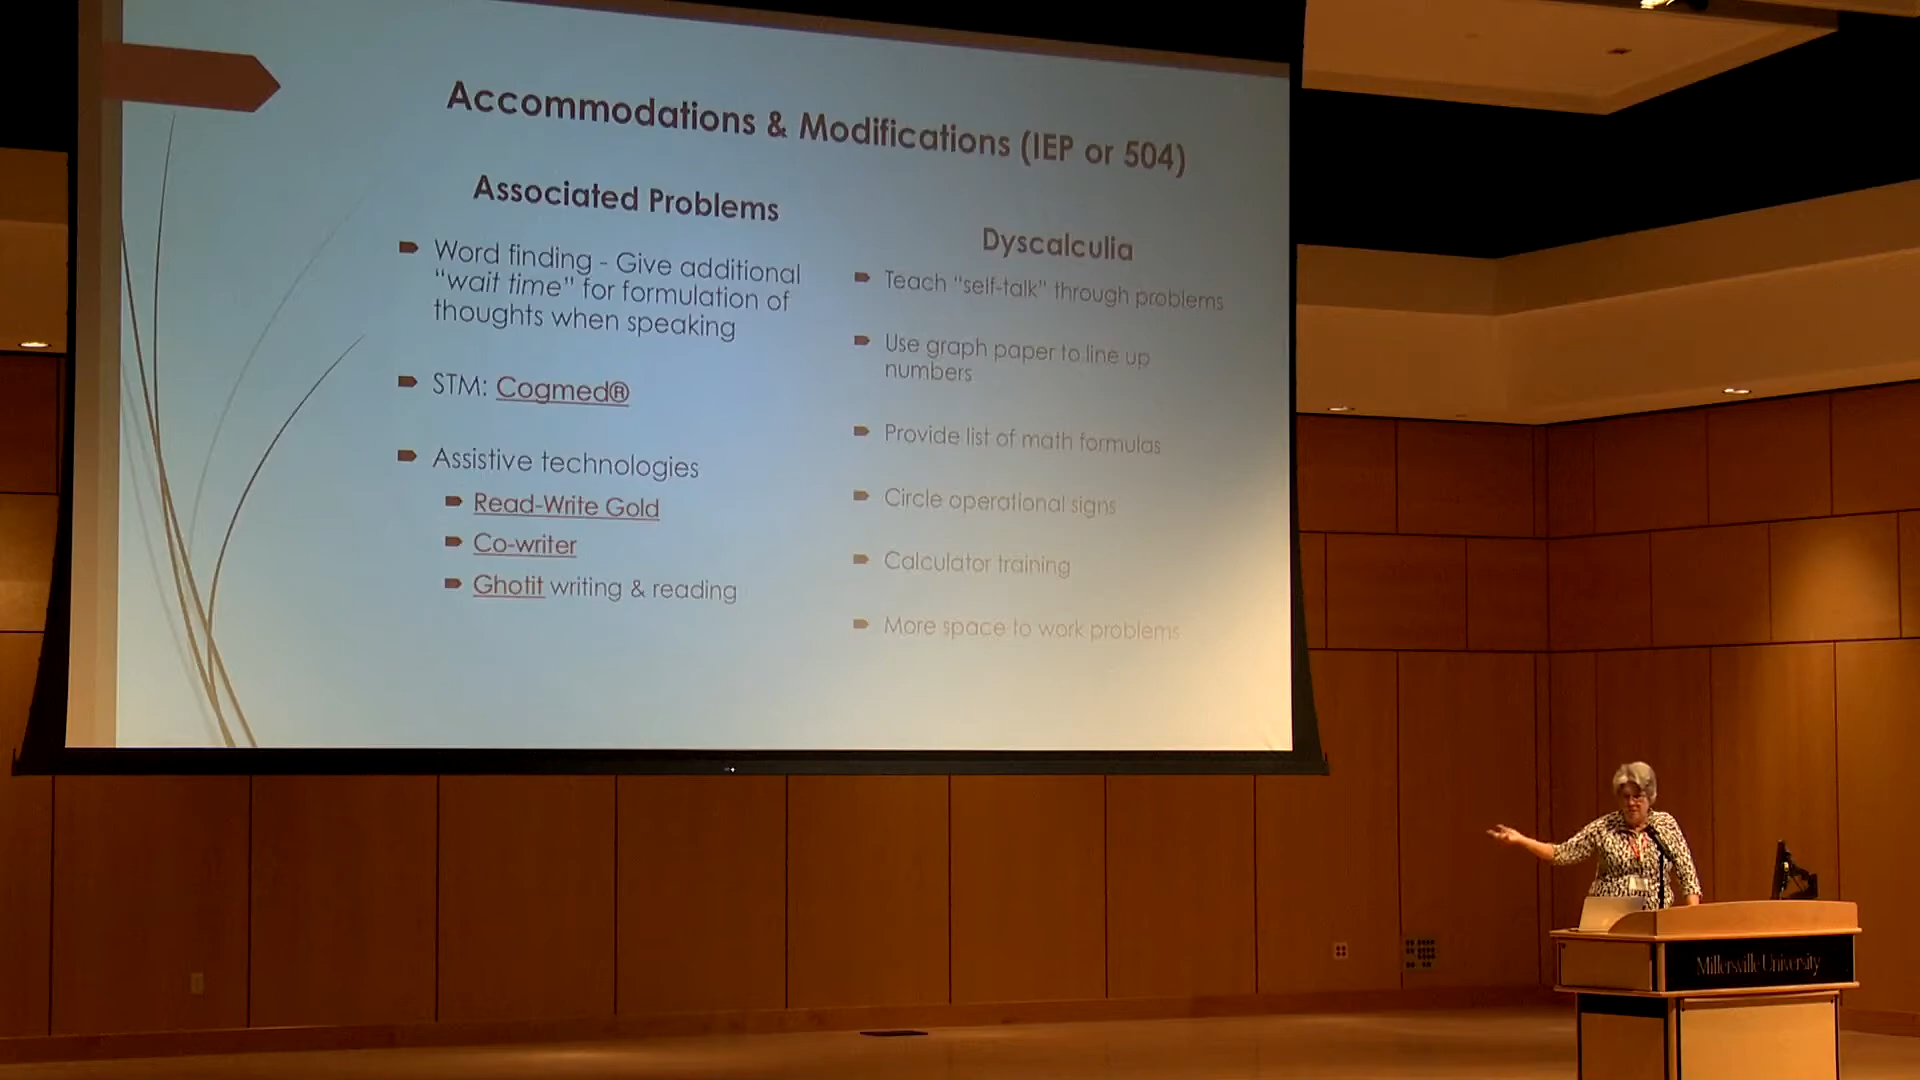 Accommodations & Modifications (IEP or 504)
Associated Problems
Word finding - Give additional
“wait time” for formulation of
thoughts when speaking
STM: Cogmed®
Assistive technologies
Read-Write Gold
Co-writer
Ghotit writing & reading
Dyscalculia
Teach “self-talk” through problems
Use graph paper to line up
numbers
Provide list of math formulas
Circle operational signs
Calculator training
More space to work problems
Millersville University